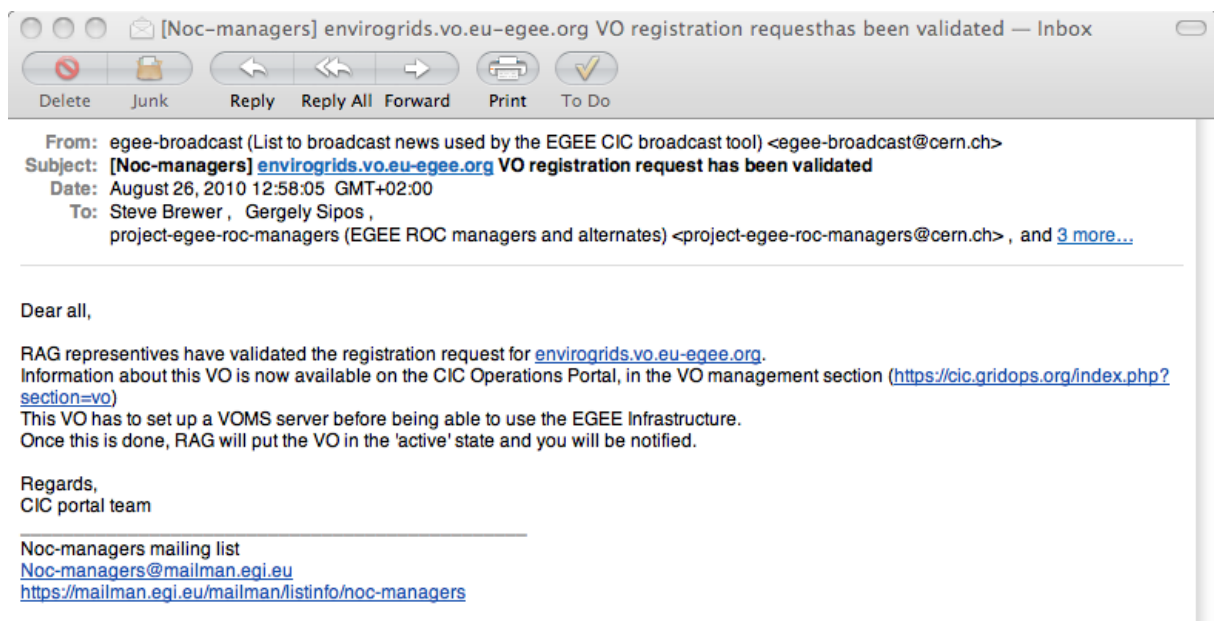 [Noc-managers] envirogrids.vo.eu-egee.org VO registration requesthas been validated — Inbox
Delete Junk Reply Reply All Forward Print To Do
From: egee-broadcast (List to broadcast news used by the EGEE CIC broadcast tool) <egee-broadcast@cern.ch>
Subject: [Noc-managers] envirogrids.vo.eu-egee.org VO registration request has been validated
Date: August 26, 2010 12:58:05 GMT+02:00
To: Steve Brewer , Gergely Sipos ,
project-egee-roc-managers (EGEE ROC managers and alternates) <project-egee-roc-managers@cern.ch> , and 3 more...
Dear all,
RAG representives have validated the registration request for envirogrids.vo.eu-egee.org.
Information about this VO is now available on the CIC Operations Portal, in the VO management section (https://cic.gridops.org/index.php?
section=vo)
This VO has to set up a VOMS server before being able to use the EGEE Infrastructure.
Once this is done, RAG will put the VO in the 'active' state and you will be notified.
Regards,
CIC portal team
Noc-managers mailing list
Noc-managers@mailman.egi.eu
https://mailman.egi.eu/mailman/listinfo/noc-managers